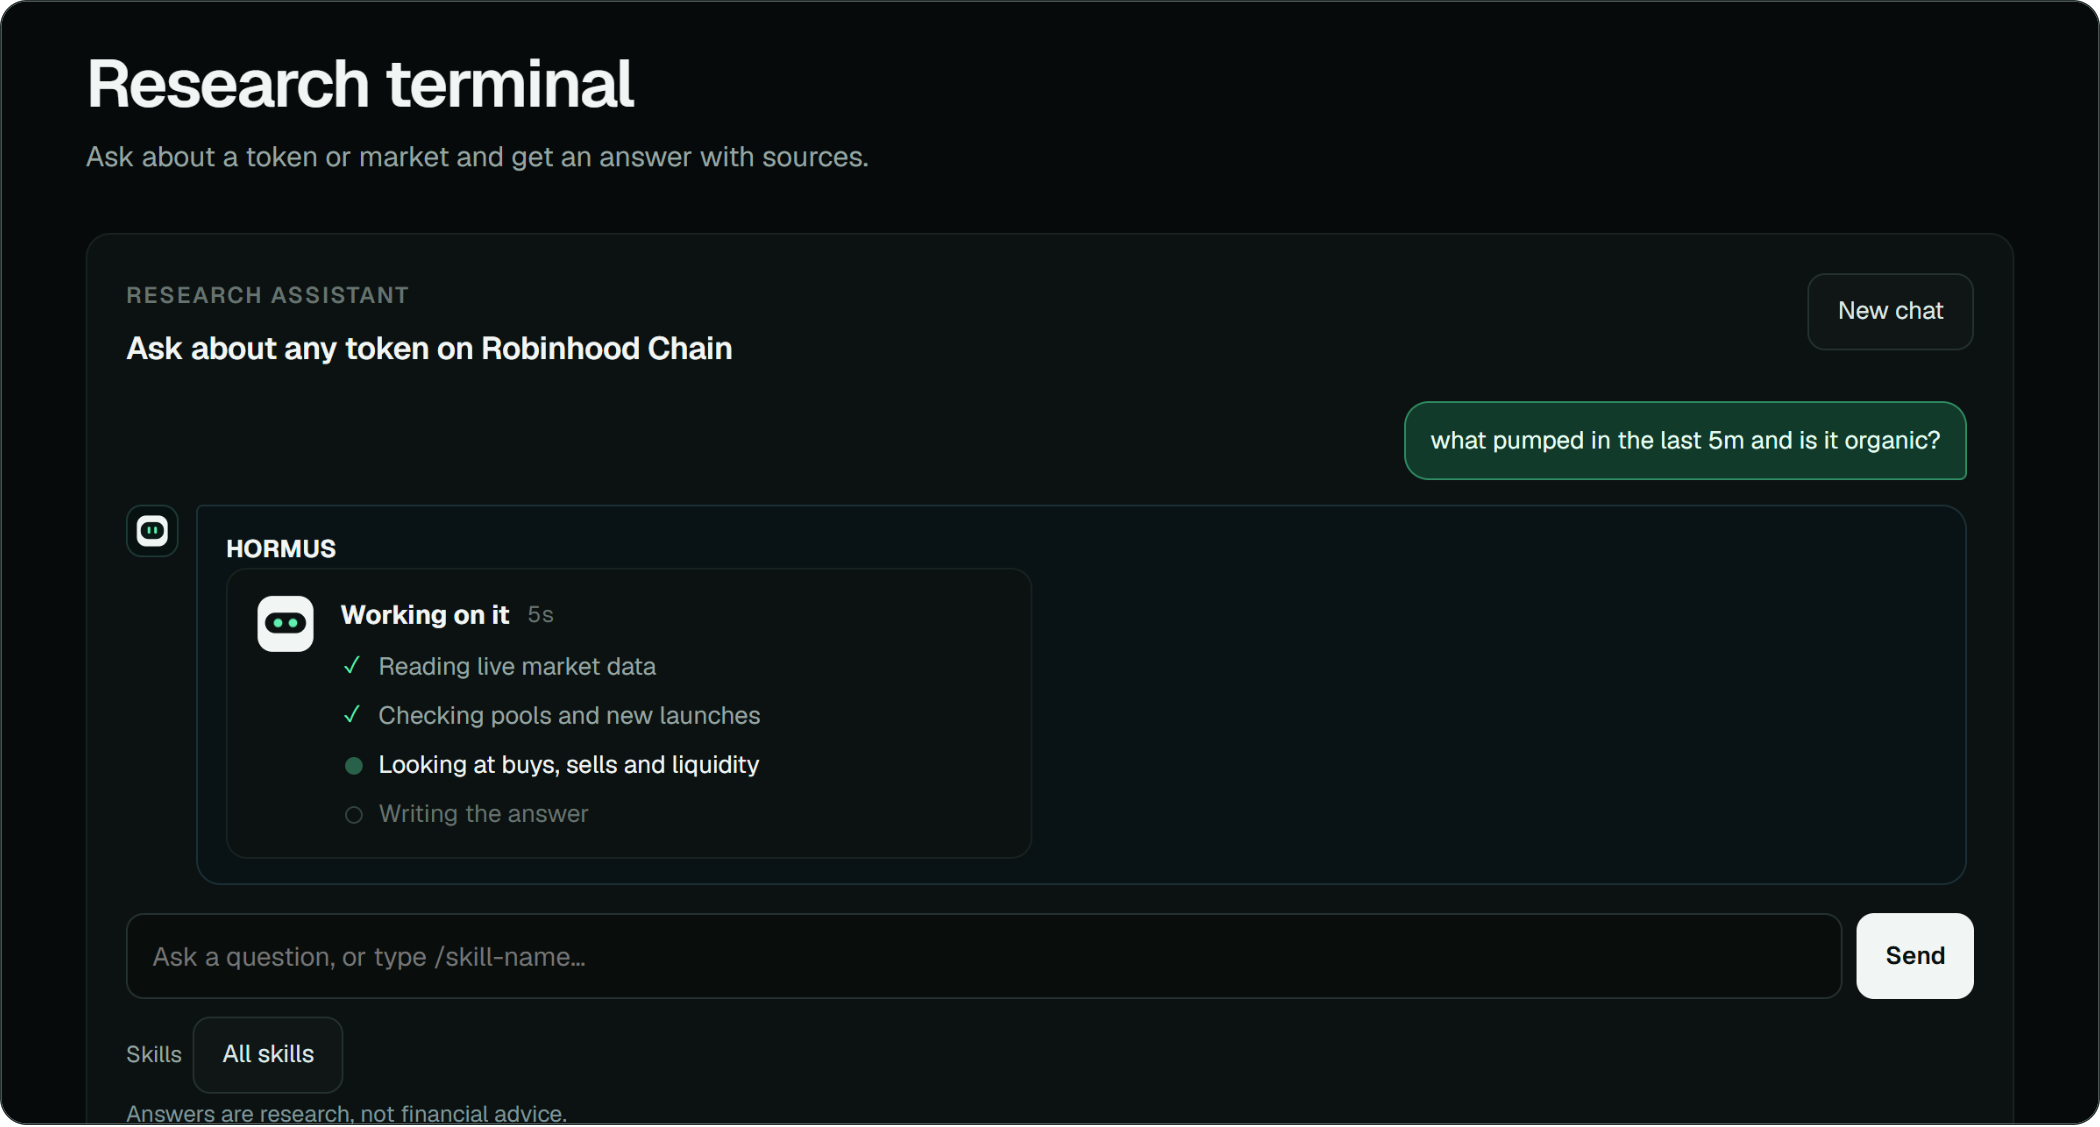 Research terminal
Ask about a token or market and get an answer with sources.
RESEARCH ASSISTANT
Ask about any token on Robinhood Chain
New chat
what pumped in the last 5m and is it organic?
HORMUS
Working on it 5s
✓ Reading live market data
✓ Checking pools and new launches
Looking at buys, sells and liquidity
Writing the answer
Ask a question, or type /skill-name...
Send
Skills All skills
Answers are research, not financial advice.